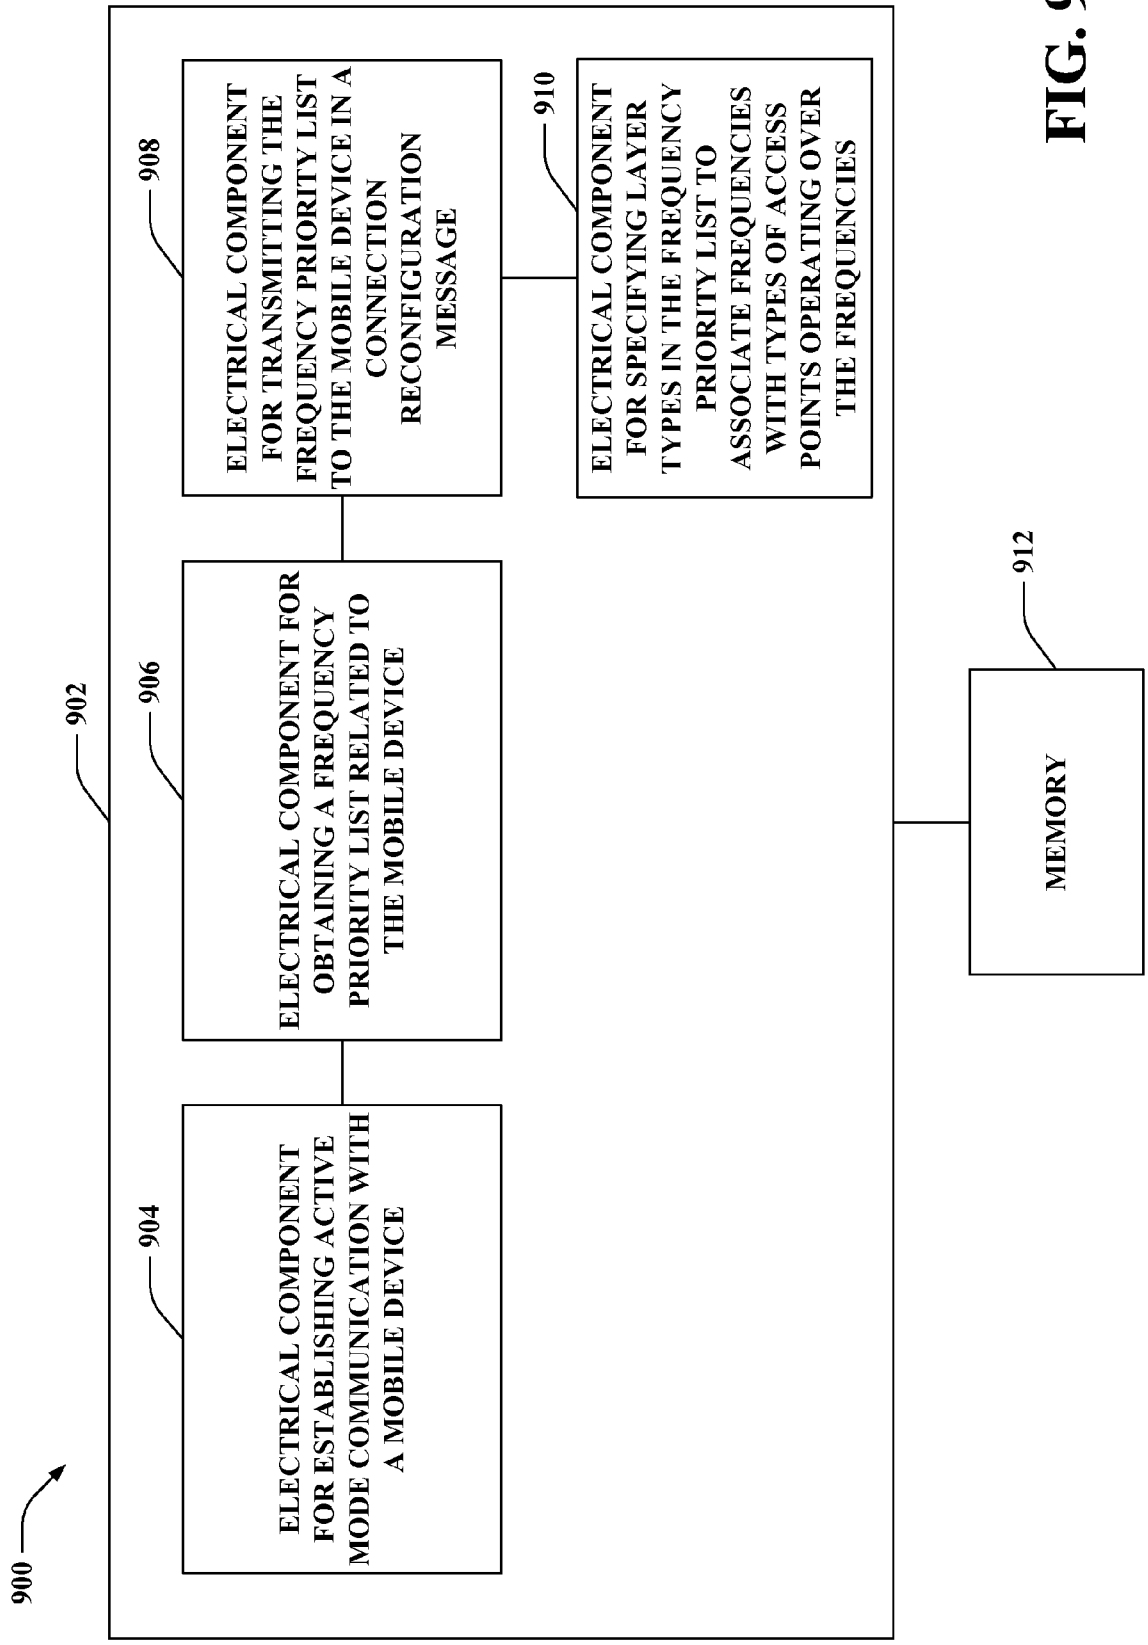 900
902
904
ELECTRICAL COMPONENT
FOR ESTABLISHING ACTIVE
MODE COMMUNICATION WITH
A MOBILE DEVICE
906
ELECTRICAL COMPONENT FOR
OBTAINING A FREQUENCY
PRIORITY LIST RELATED TO
THE MOBILE DEVICE
908
ELECTRICAL COMPONENT
FOR TRANSMITTING THE
FREQUENCY PRIORITY LIST
TO THE MOBILE DEVICE IN A
CONNECTION
RECONFIGURATION
MESSAGE
910
ELECTRICAL COMPONENT
FOR SPECIFYING LAYER
TYPES IN THE FREQUENCY
PRIORITY LIST TO
ASSOCIATE FREQUENCIES
WITH TYPES OF ACCESS
POINTS OPERATING OVER
THE FREQUENCIES
912
MEMORY
FIG. 9